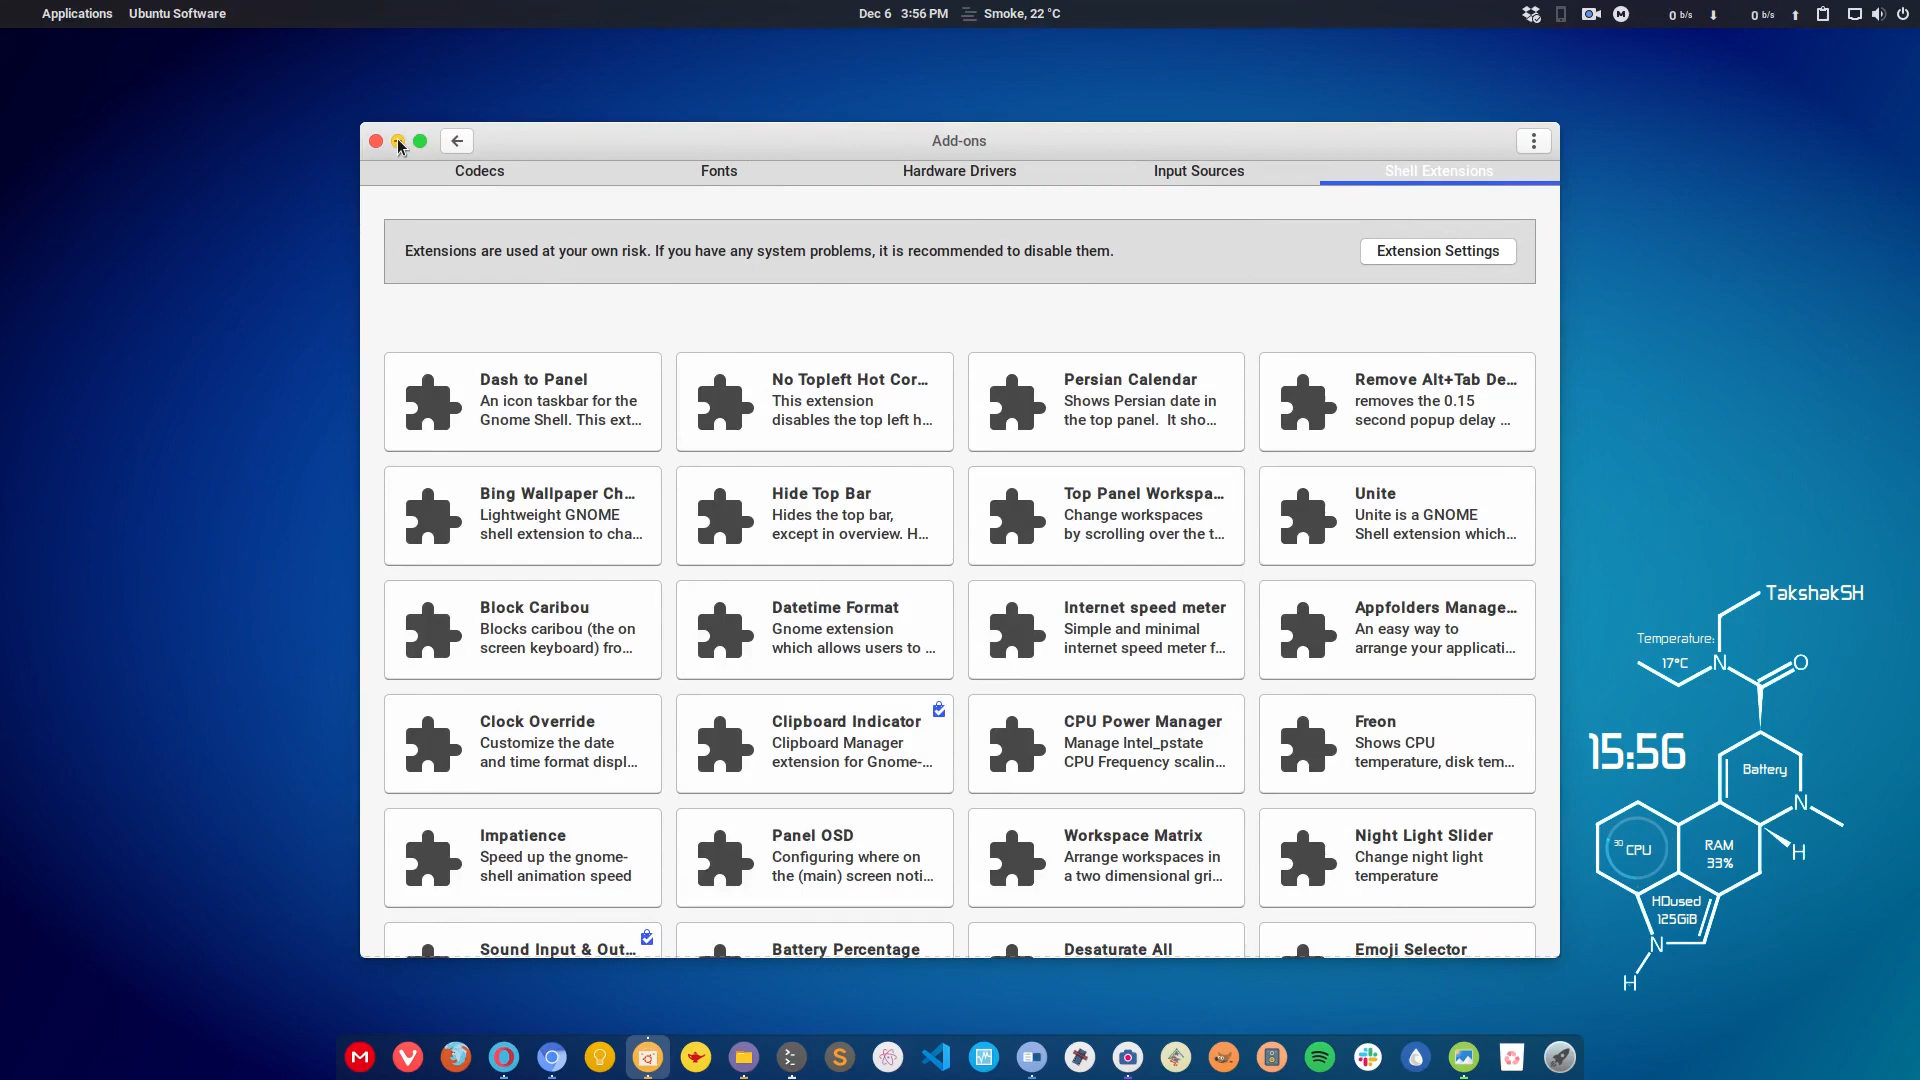 Applications Ubuntu Software
Dec 6 3:56 PM Smoke, 22 °C
0 b/s 0 b/s
Add-ons
Codecs Fonts Hardware Drivers Input Sources Shell Extensions
Extensions are used at your own risk. If you have any system problems, it is recommended to disable them. Extension Settings
Dash to Panel
An icon taskbar for the
Gnome Shell. This ext...
No Topleft Hot Cor...
This extension
disables the top left h...
Persian Calendar
Shows Persian date in
the top panel. It sho...
Remove Alt+Tab De...
removes the 0.15
second popup delay ...
Bing Wallpaper Ch...
Lightweight GNOME
shell extension to cha...
Hide Top Bar
Hides the top bar,
except in overview. H...
Top Panel Workspa...
Change workspaces
by scrolling over the t...
Unite
Unite is a GNOME
Shell extension which...
Block Caribou
Blocks caribou (the on
screen keyboard) fro...
Datetime Format
Gnome extension
which allows users to ...
Internet speed meter
Simple and minimal
internet speed meter f...
Appfolders Manage...
An easy way to
arrange your applicati...
Clock Override
Customize the date
and time format displ...
Clipboard Indicator
Clipboard Manager
extension for Gnome-...
CPU Power Manager
Manage Intel_pstate
CPU Frequency scalin...
Freon
Shows CPU
temperature, disk tem...
Impatience
Speed up the gnome-
shell animation speed
Panel OSD
Configuring where on
the (main) screen noti...
Workspace Matrix
Arrange workspaces in
a two dimensional gri...
Night Light Slider
Change night light
temperature
Sound Input & Out...
Battery Percentage
Desaturate All
Emoji Selector
TakshakSH
Temperature:
17°C
N
O
15:56
Battery
N
CPU
RAM
33%
H
HDused
125GiB
N
H